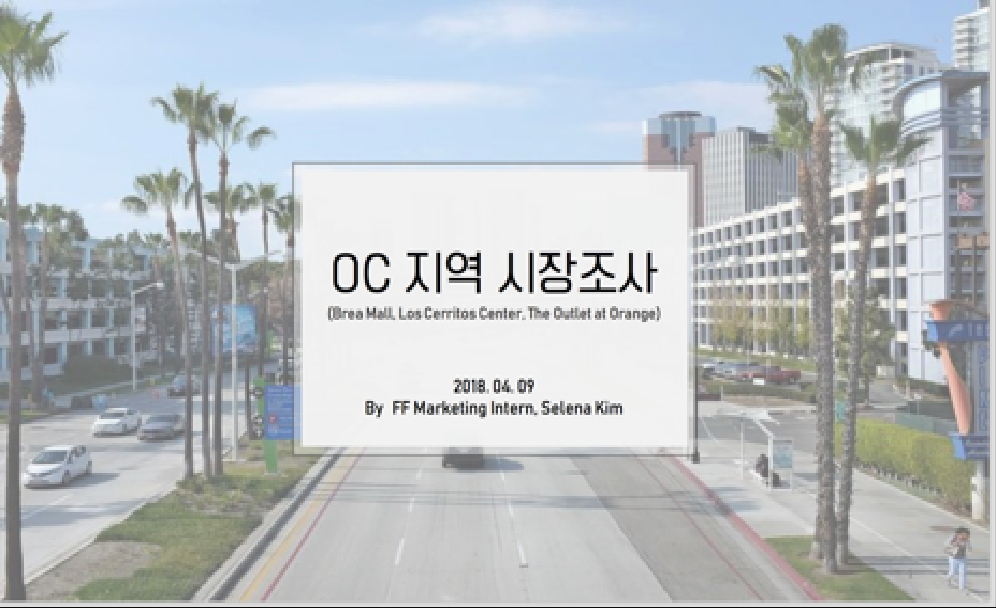 OC 지역 시장조사
(Brea Mall, Los Cerritos Center, The Outlet at Orange)
2018. 04. 09
By FF Marketing Intern, Selena Kim